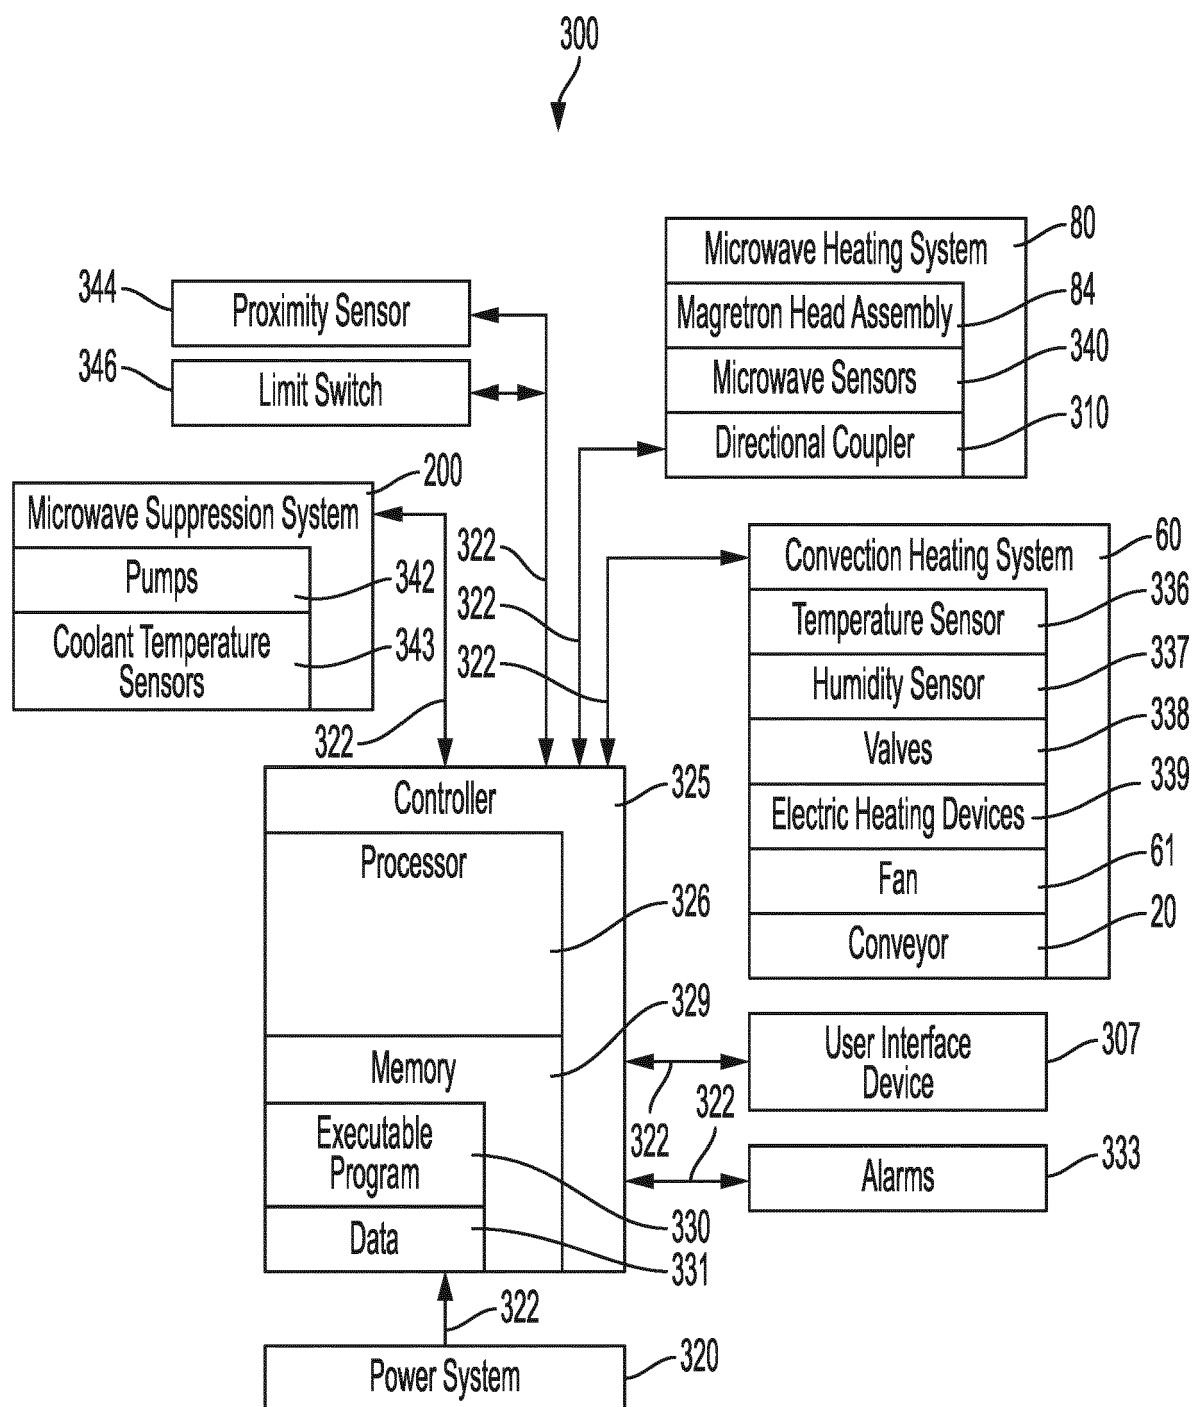 300
Microwave Heating System
80
Magretron Head Assembly
84
Microwave Sensors
340
Directional Coupler
310
344
Proximity Sensor
346
Limit Switch
200
Microwave Suppression System
Pumps
342
Coolant Temperature
Sensors
343
322
322
322
322
Convection Heating System
60
Temperature Sensor
336
Humidity Sensor
337
Valves
338
Electric Heating Devices
339
Fan
61
Conveyor
20
Controller
325
Processor
326
Memory
329
Executable
Program
330
Data
331
User Interface
Device
307
322
322
Alarms
333
322
Power System
320